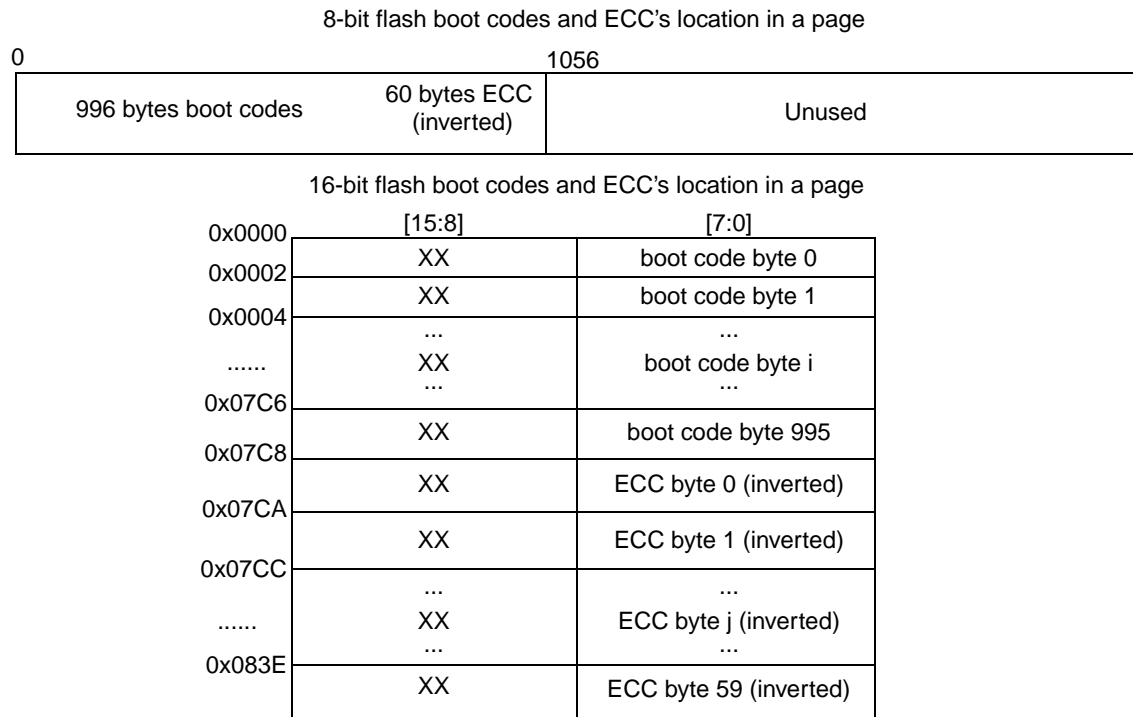 8-bit flash boot codes and ECC's location in a page
0 1056
996 bytes boot codes 60 bytes ECC (inverted) Unused
16-bit flash boot codes and ECC's location in a page
[15:8] [7:0]
0x0000
XX boot code byte 0
0x0002
XX boot code byte 1
0x0004
... ...
...... XX boot code byte i
... ...
0x07C6
XX boot code byte 995
0x07C8
XX ECC byte 0 (inverted)
0x07CA
XX ECC byte 1 (inverted)
0x07CC
... ...
...... XX ECC byte j (inverted)
... ...
0x083E
XX ECC byte 59 (inverted)